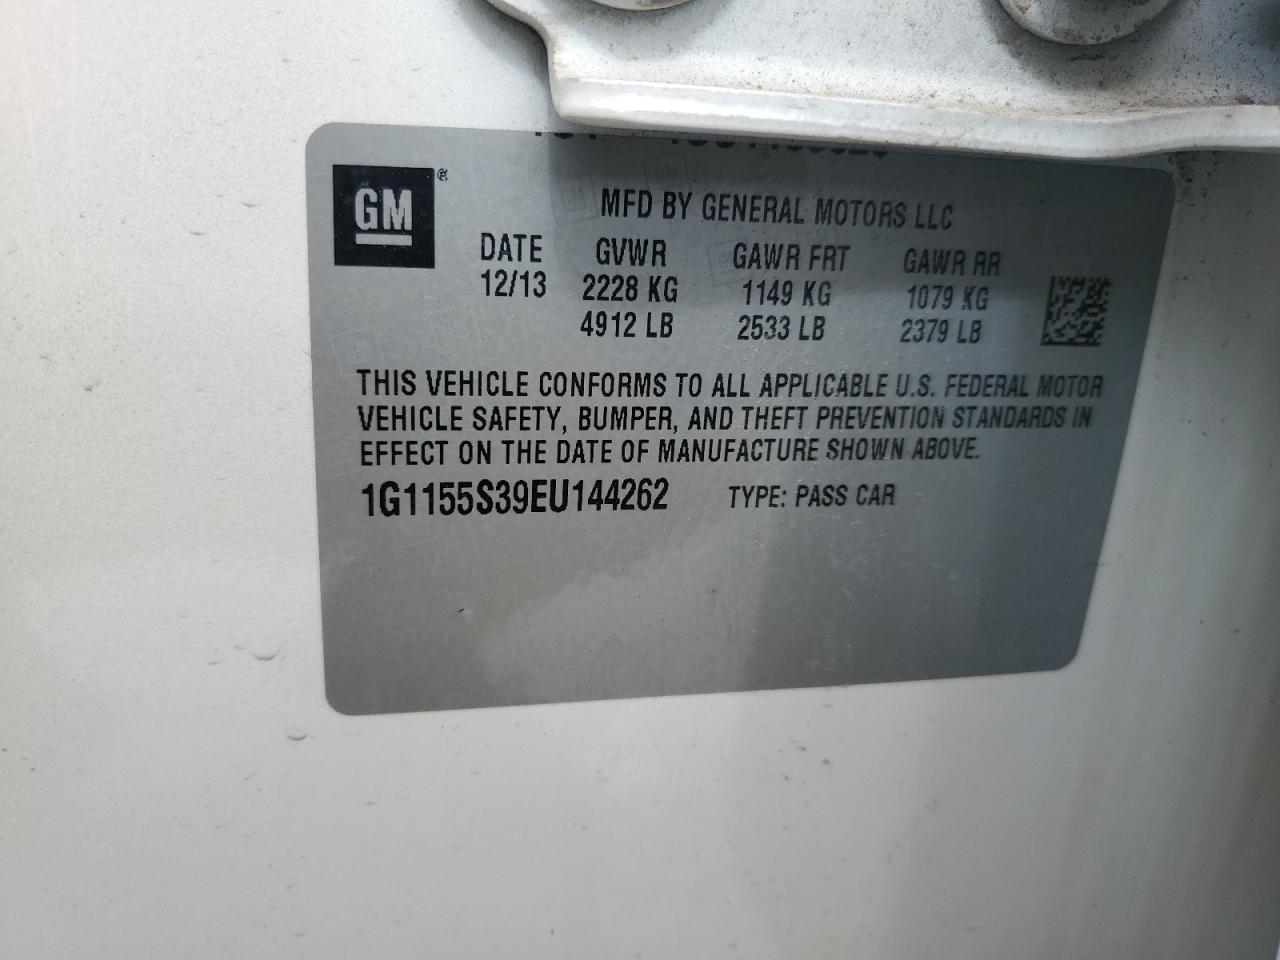 GM®
MFD BY GENERAL MOTORS LLC
DATE GVWR GAWR FRT GAWR RR
12/13 2228 KG 1149 KG 1079 KG
4912 LB 2533 LB 2379 LB
THIS VEHICLE CONFORMS TO ALL APPLICABLE U.S. FEDERAL MOTOR
VEHICLE SAFETY, BUMPER, AND THEFT PREVENTION STANDARDS IN
EFFECT ON THE DATE OF MANUFACTURE SHOWN ABOVE.
1G1155S39EU144262 TYPE: PASS CAR